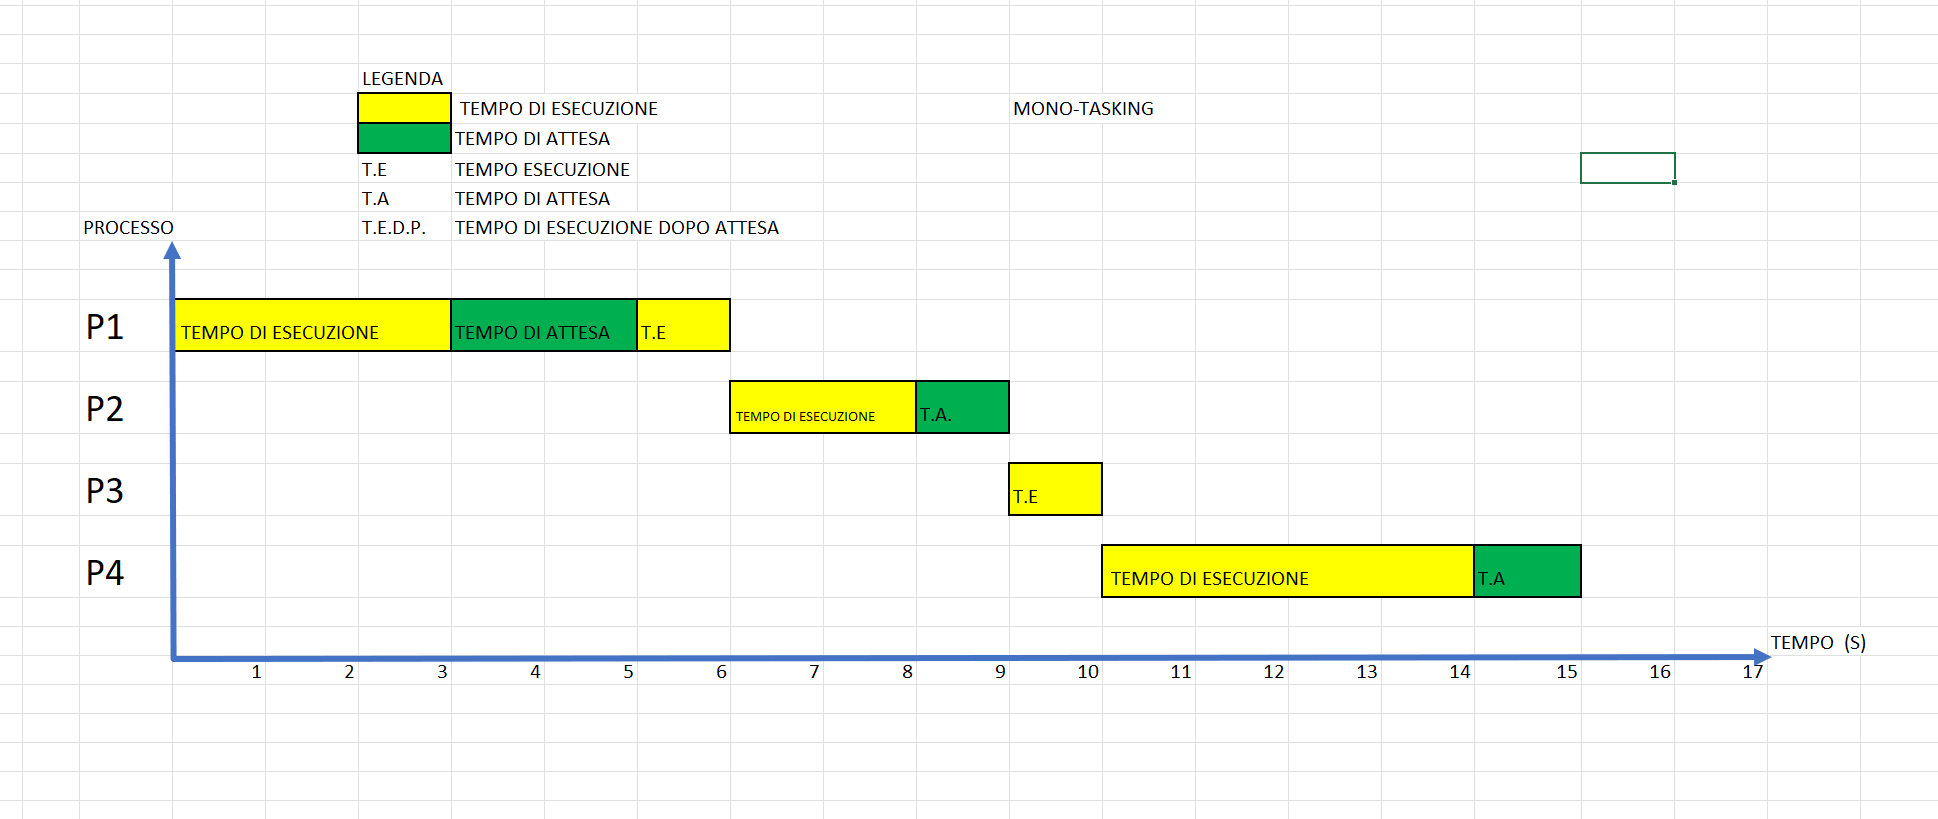 LEGENDA
TEMPO DI ESECUZIONE
MONO-TASKING
TEMPO DI ATTESA
T.E TEMPO ESECUZIONE
T.A TEMPO DI ATTESA
PROCESSO
T.E.D.P. TEMPO DI ESECUZIONE DOPO ATTESA
P1 TEMPO DI ESECUZIONE TEMPO DI ATTESA T.E
P2 TEMPO DI ESECUZIONE T.A.
P3 T.E
P4 TEMPO DI ESECUZIONE T.A
TEMPO (S)
1 2 3 4 5 6 7 8 9 10 11 12 13 14 15 16 17